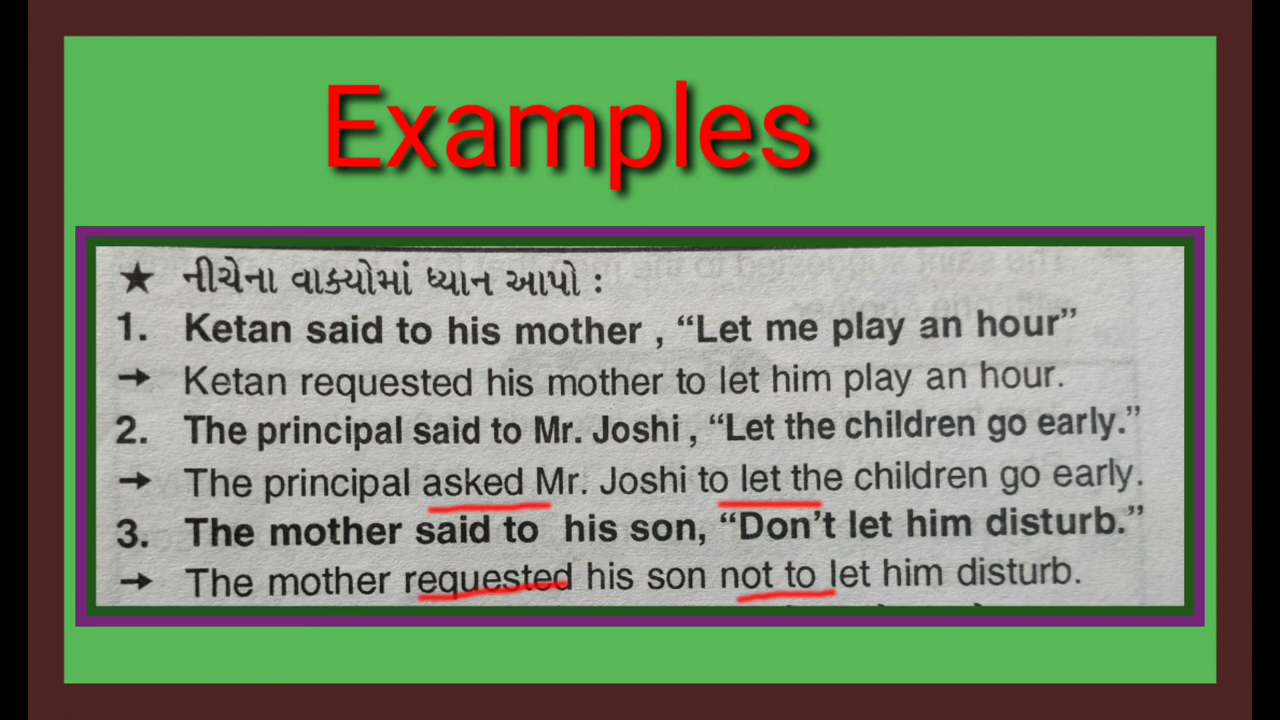 Examples
★ નીચેના વાક્યોમાં ધ્યાન આપો :
1. Ketan said to his mother , “Let me play an hour”
→ Ketan requested his mother to let him play an hour.
2. The principal said to Mr. Joshi , “Let the children go early.”
→ The principal asked Mr. Joshi to let the children go early.
3. The mother said to his son, “Don’t let him disturb.”
→ The mother requested his son not to let him disturb.